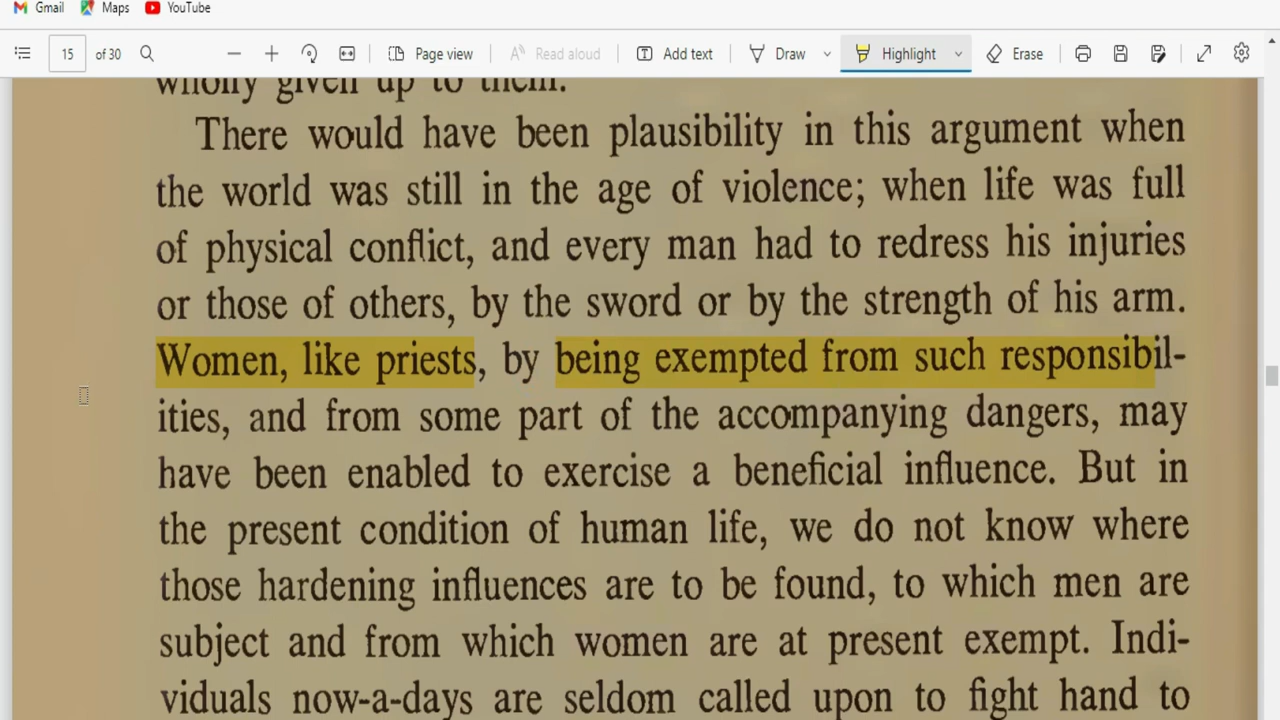 Gmail Maps YouTube
15 of 30 Page view Read aloud Add text Draw Highlight Erase
wholly given up to them.
There would have been plausibility in this argument when
the world was still in the age of violence; when life was full
of physical conflict, and every man had to redress his injuries
or those of others, by the sword or by the strength of his arm.
Women, like priests, by being exempted from such responsibil-
ities, and from some part of the accompanying dangers, may
have been enabled to exercise a beneficial influence. But in
the present condition of human life, we do not know where
those hardening influences are to be found, to which men are
subject and from which women are at present exempt. Indi-
viduals now-a-days are seldom called upon to fight hand to